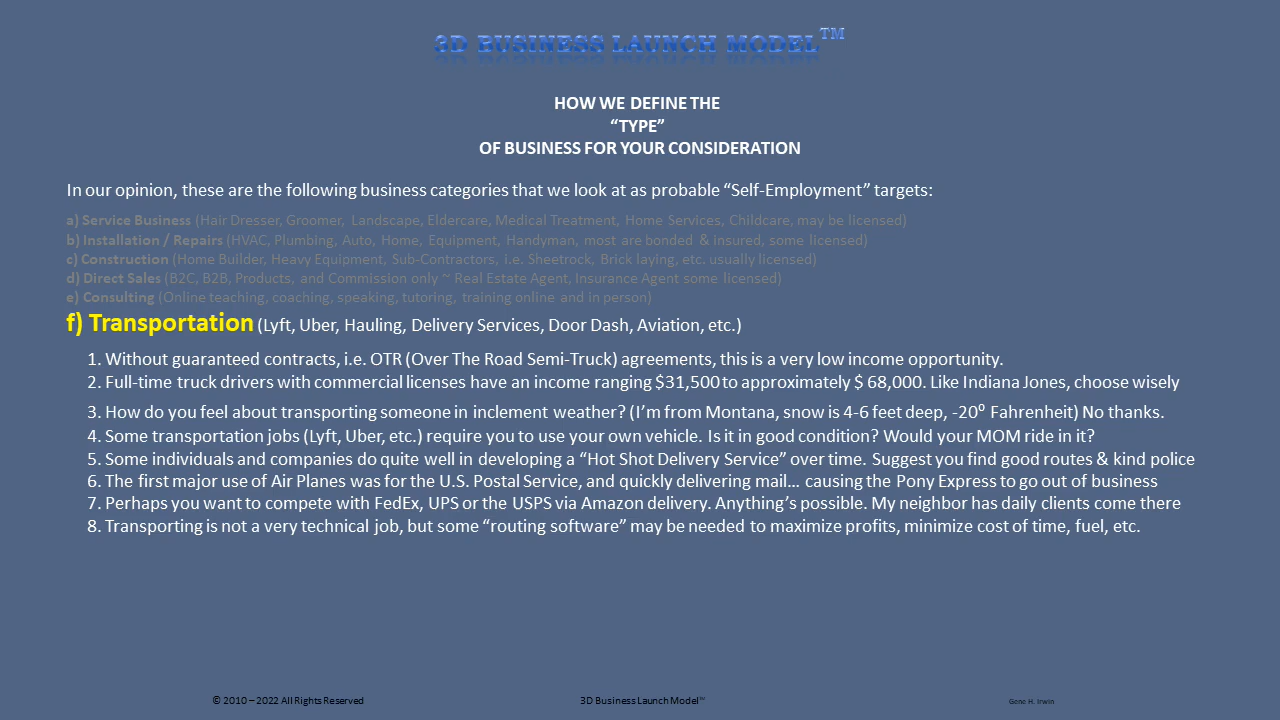 3D BUSINESS LAUNCH MODEL™
HOW WE DEFINE THE
“TYPE”
OF BUSINESS FOR YOUR CONSIDERATION
In our opinion, these are the following business categories that we look at as probable “Self-Employment” targets:
a) Service Business (Hair Dresser, Groomer, Landscape, Eldercare, Medical Treatment, Home Services, Childcare, may be licensed)
b) Installation / Repairs (HVAC, Plumbing, Auto, Home, Equipment, Handyman, most are bonded & insured, some licensed)
c) Construction (Home Builder, Heavy Equipment, Sub-Contractors, i.e. Sheetrock, Brick laying, etc. usually licensed)
d) Direct Sales (B2C, B2B, Products, and Commission only ~ Real Estate Agent, Insurance Agent some licensed)
e) Consulting (Online teaching, coaching, speaking, tutoring, training online and in person)
f) Transportation (Lyft, Uber, Hauling, Delivery Services, Door Dash, Aviation, etc.)
1. Without guaranteed contracts, i.e. OTR (Over The Road Semi-Truck) agreements, this is a very low income opportunity.
2. Full-time truck drivers with commercial licenses have an income ranging $31,500 to approximately $ 68,000. Like Indiana Jones, choose wisely
3. How do you feel about transporting someone in inclement weather? (I’m from Montana, snow is 4-6 feet deep, -20⁰ Fahrenheit) No thanks.
4. Some transportation jobs (Lyft, Uber, etc.) require you to use your own vehicle. Is it in good condition? Would your MOM ride in it?
5. Some individuals and companies do quite well in developing a “Hot Shot Delivery Service” over time. Suggest you find good routes & kind police
6. The first major use of Air Planes was for the U.S. Postal Service, and quickly delivering mail… causing the Pony Express to go out of business
7. Perhaps you want to compete with FedEx, UPS or the USPS via Amazon delivery. Anything’s possible. My neighbor has daily clients come there
8. Transporting is not a very technical job, but some “routing software” may be needed to maximize profits, minimize cost of time, fuel, etc.
© 2010 – 2022 All Rights Reserved
3D Business Launch Model™
Gene H. Irwin